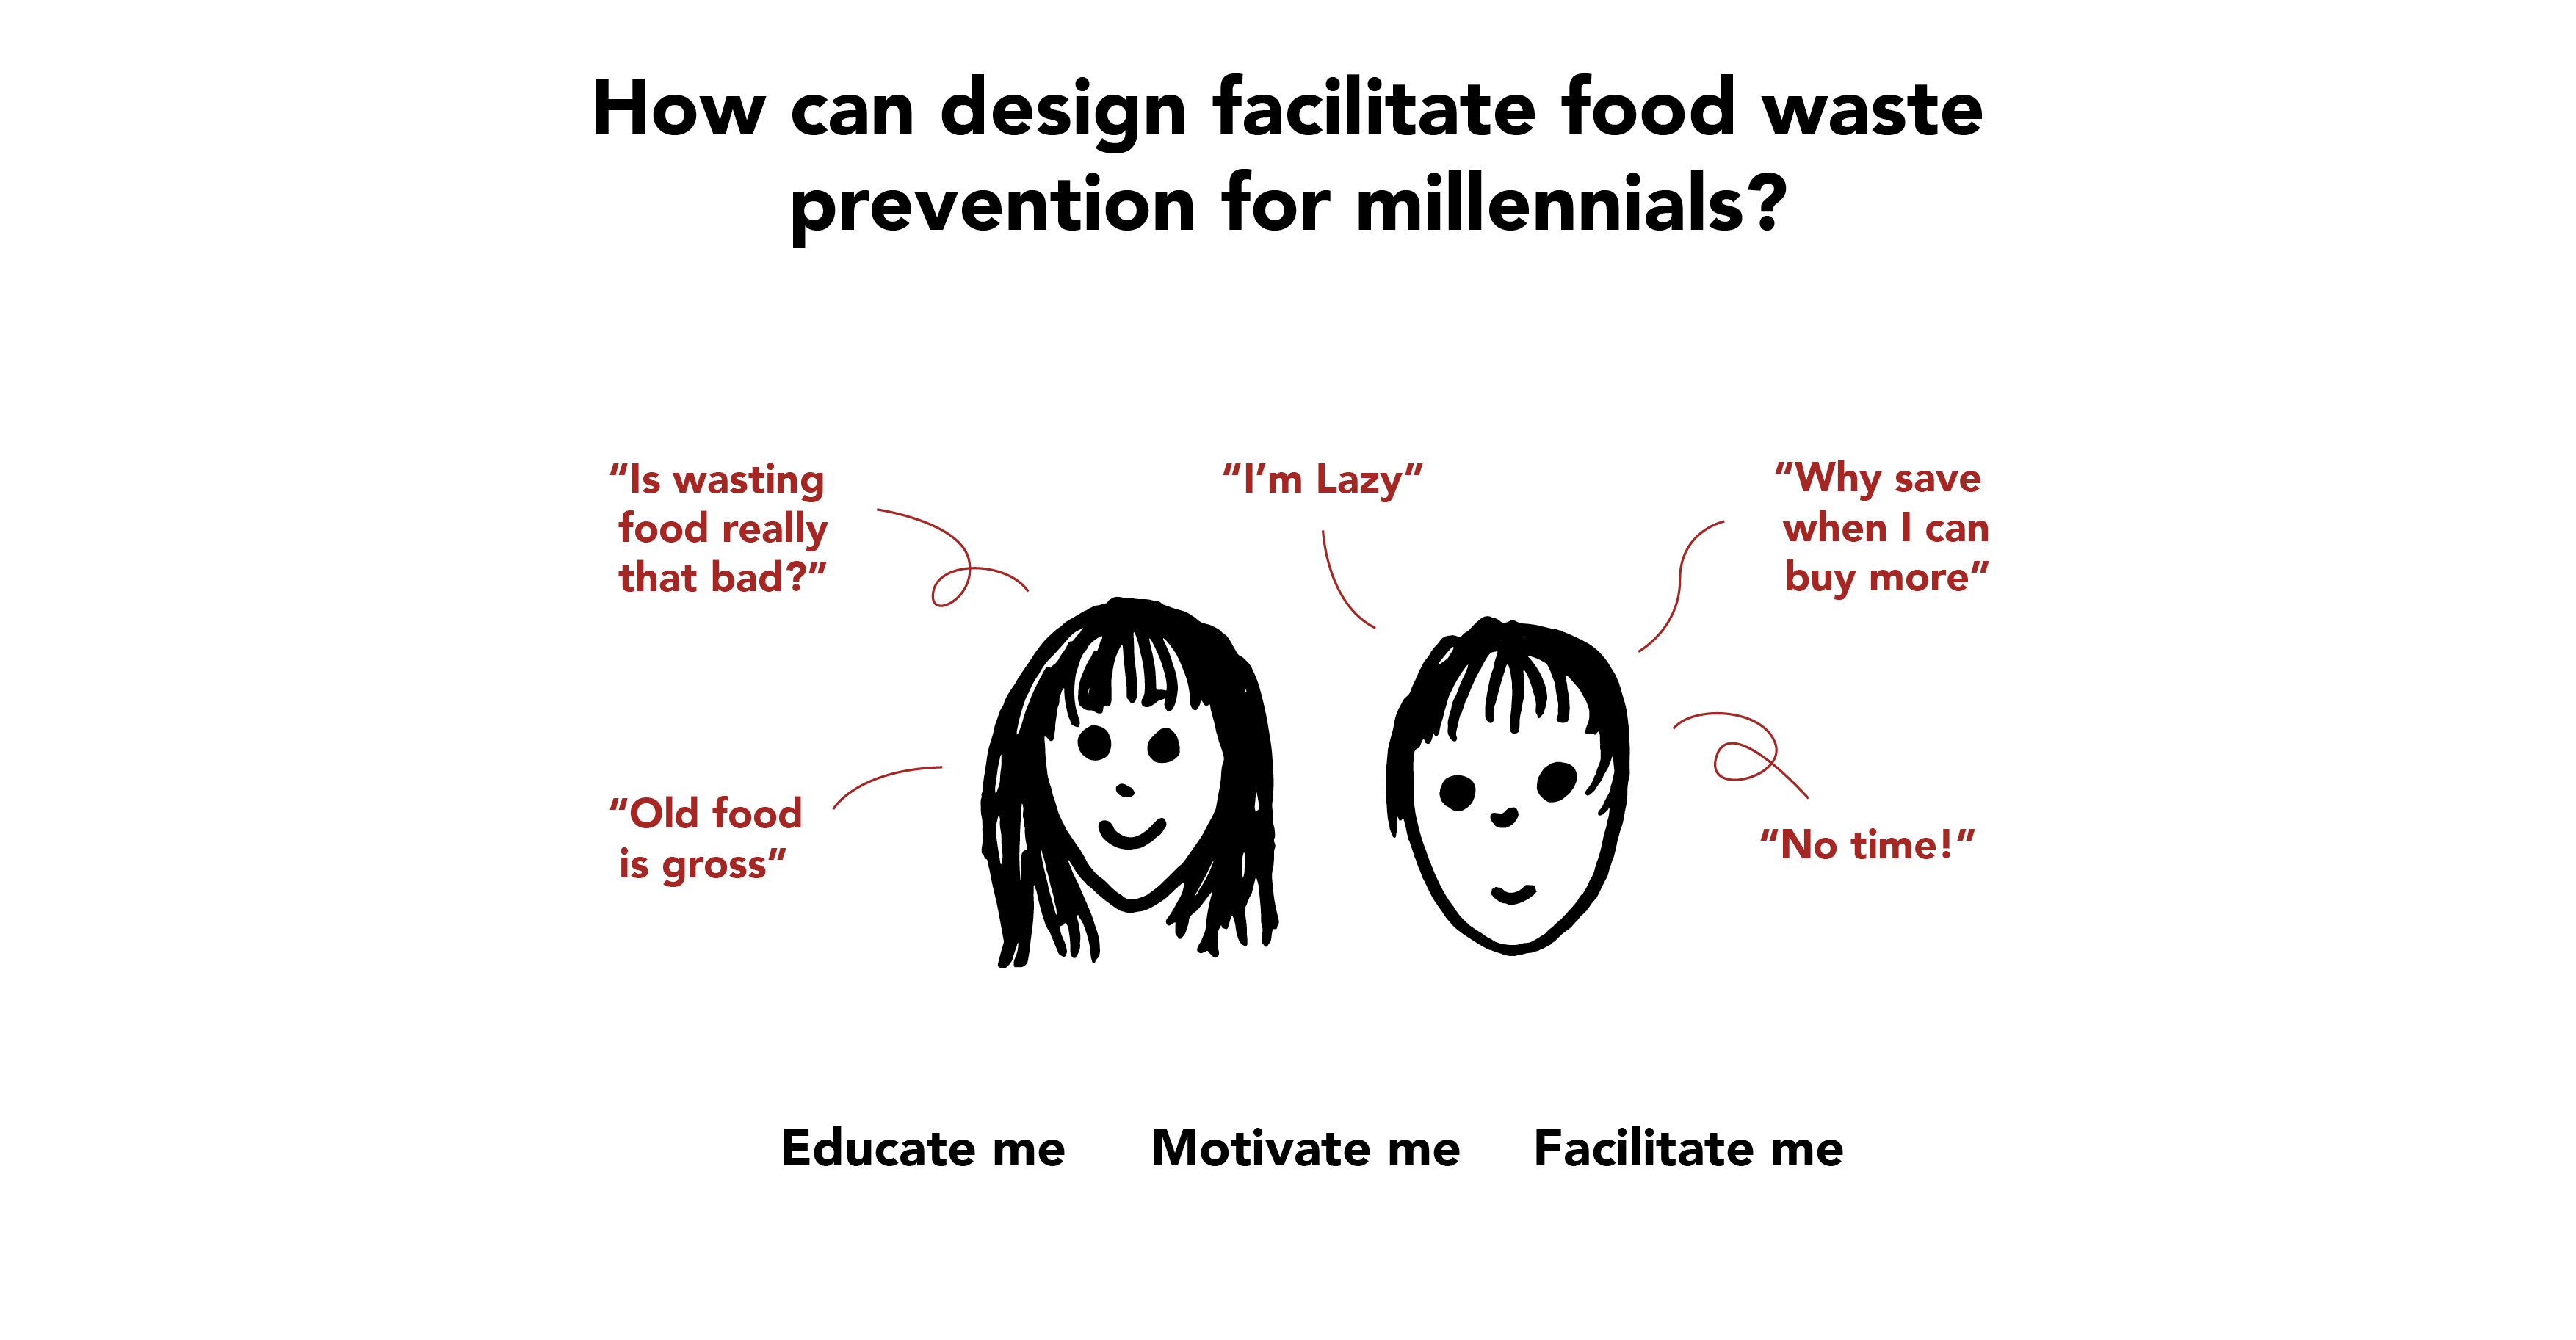 How can design facilitate food waste
prevention for millennials?
“Is wasting
food really
that bad?”
“I’m Lazy”
“Why save
when I can
buy more”
“Old food
is gross”
“No time!”
Educate me
Motivate me
Facilitate me